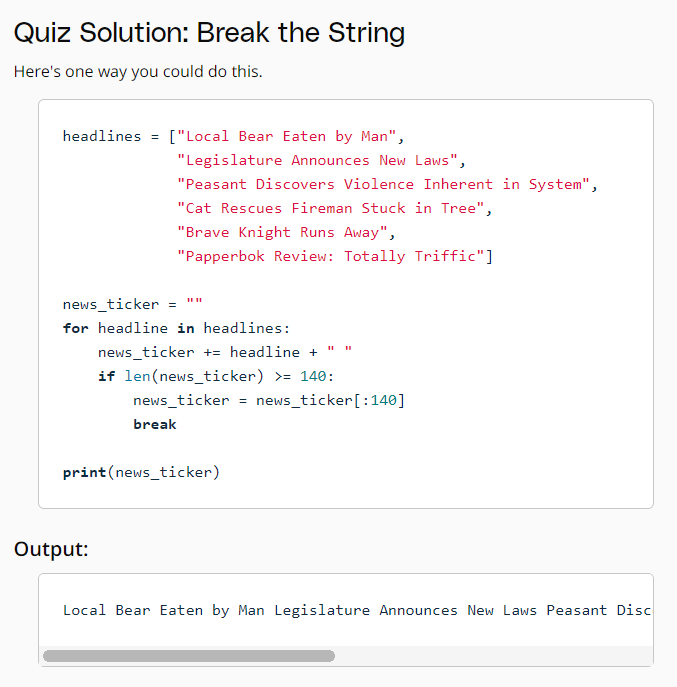 Quiz Solution: Break the String
Here's one way you could do this.
headlines = ["Local Bear Eaten by Man",
             "Legislature Announces New Laws",
             "Peasant Discovers Violence Inherent in System",
             "Cat Rescues Fireman Stuck in Tree",
             "Brave Knight Runs Away",
             "Papperbok Review: Totally Triffic"]
news_ticker = ""
for headline in headlines:
    news_ticker += headline + " "
    if len(news_ticker) >= 140:
        news_ticker = news_ticker[:140]
        break
print(news_ticker)
Output:
Local Bear Eaten by Man Legislature Announces New Laws Peasant Disc